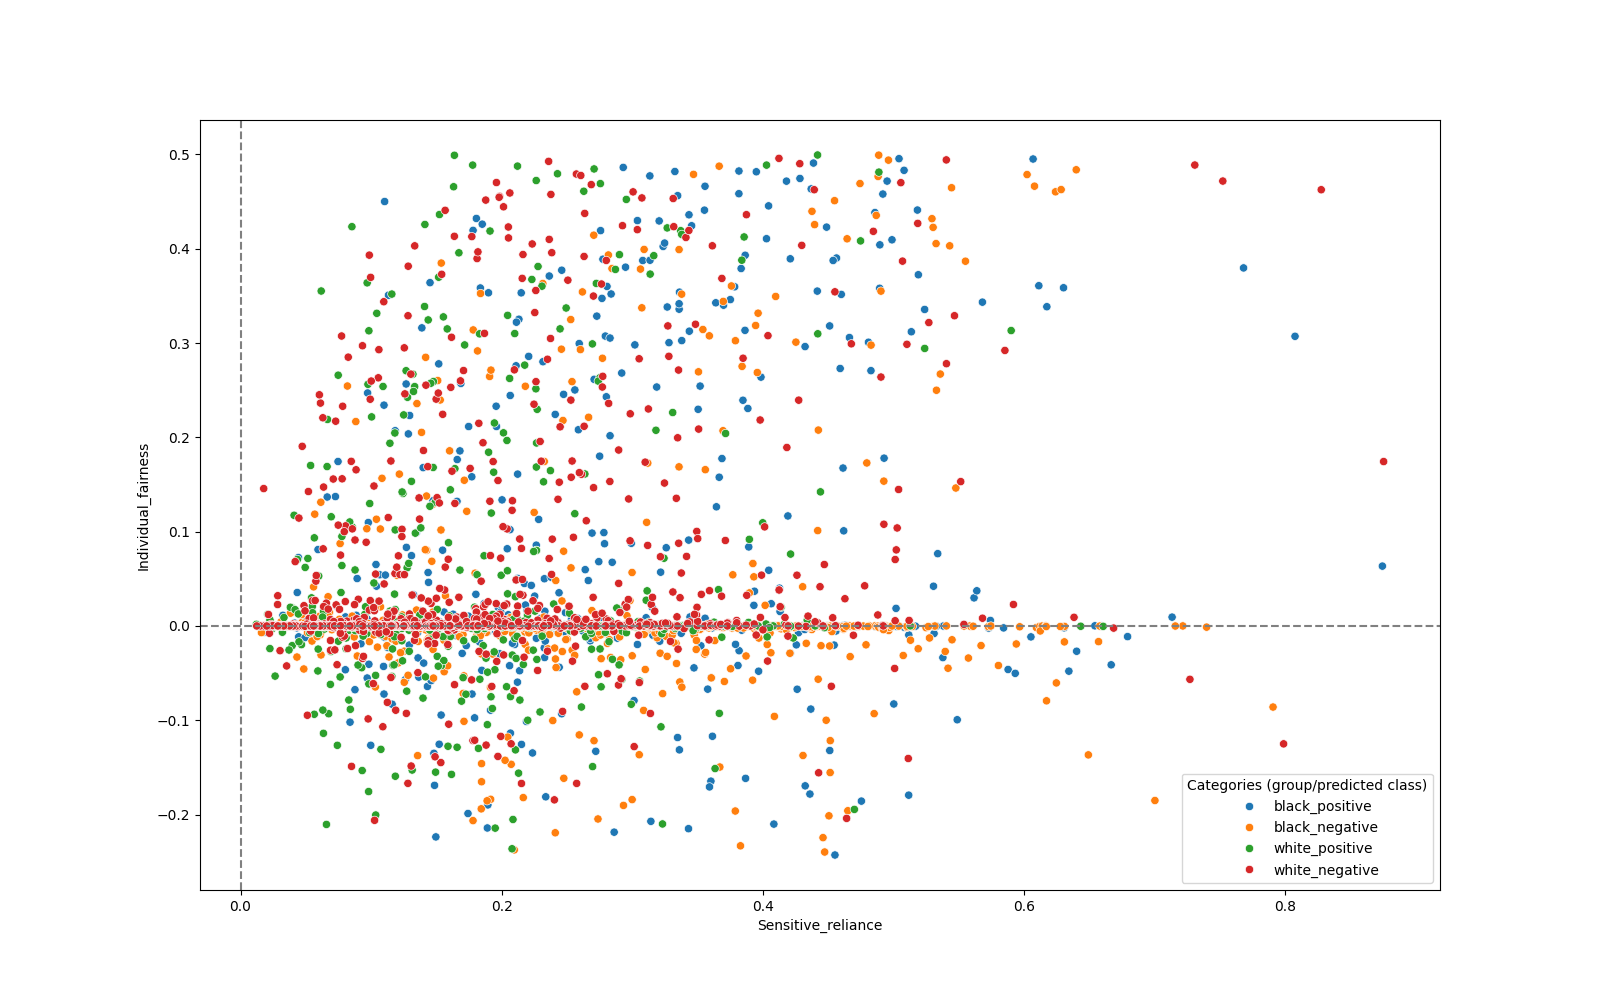 0.5
0.4
0.3
0.2
0.1
0.0
−0.1
−0.2
Individual_fairness
0.0
0.2
0.4
0.6
0.8
Sensitive_reliance
Categories (group/predicted class)
black_positive
black_negative
white_positive
white_negative